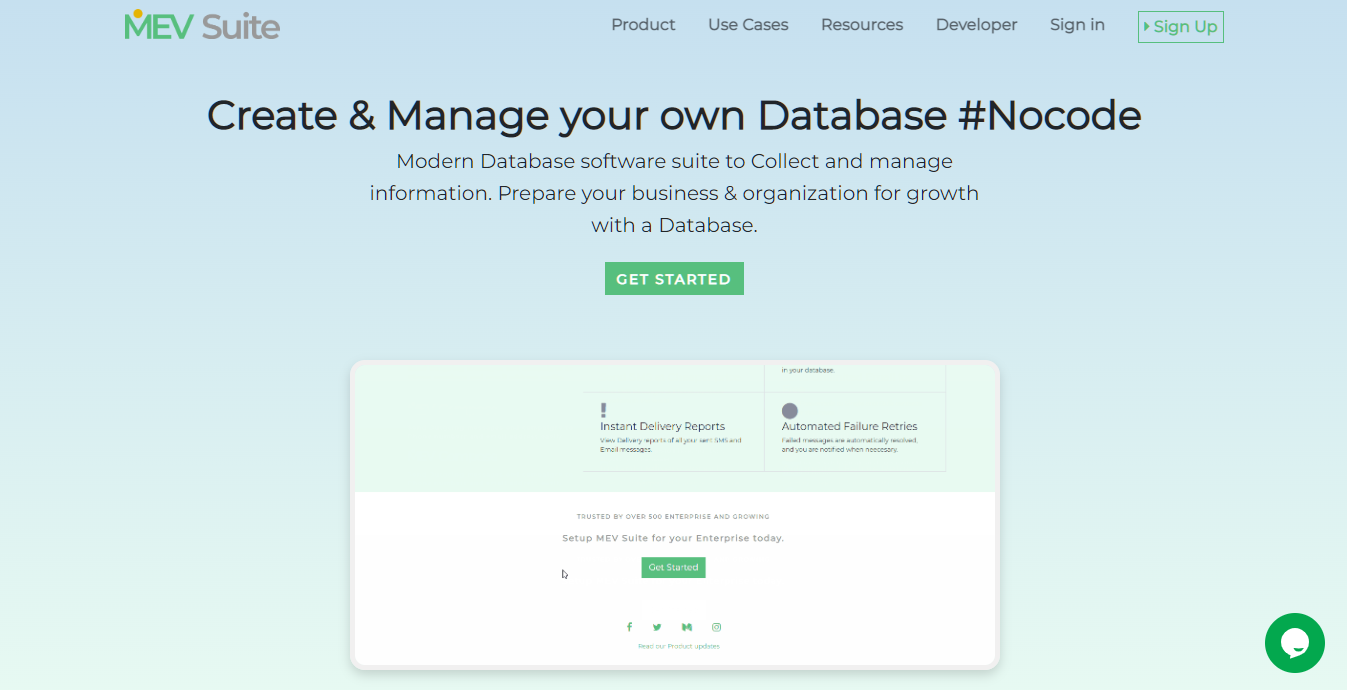 MEV Suite
Product
Use Cases
Resources
Developer
Sign in
Sign Up
Create & Manage your own Database #Nocode
Modern Database software suite to Collect and manage
information. Prepare your business & organization for growth
with a Database.
GET STARTED
in your database.
Instant Delivery Reports
View Delivery reports of all your sent SMS and
Email messages.
Automated Failure Retries
Failed messages are automatically resolved,
and you are notified when neecesary.
TRUSTED BY OVER 500 ENTERPRISE AND GROWING
Setup MEV Suite for your Enterprise today.
Get Started
Read our Product updates